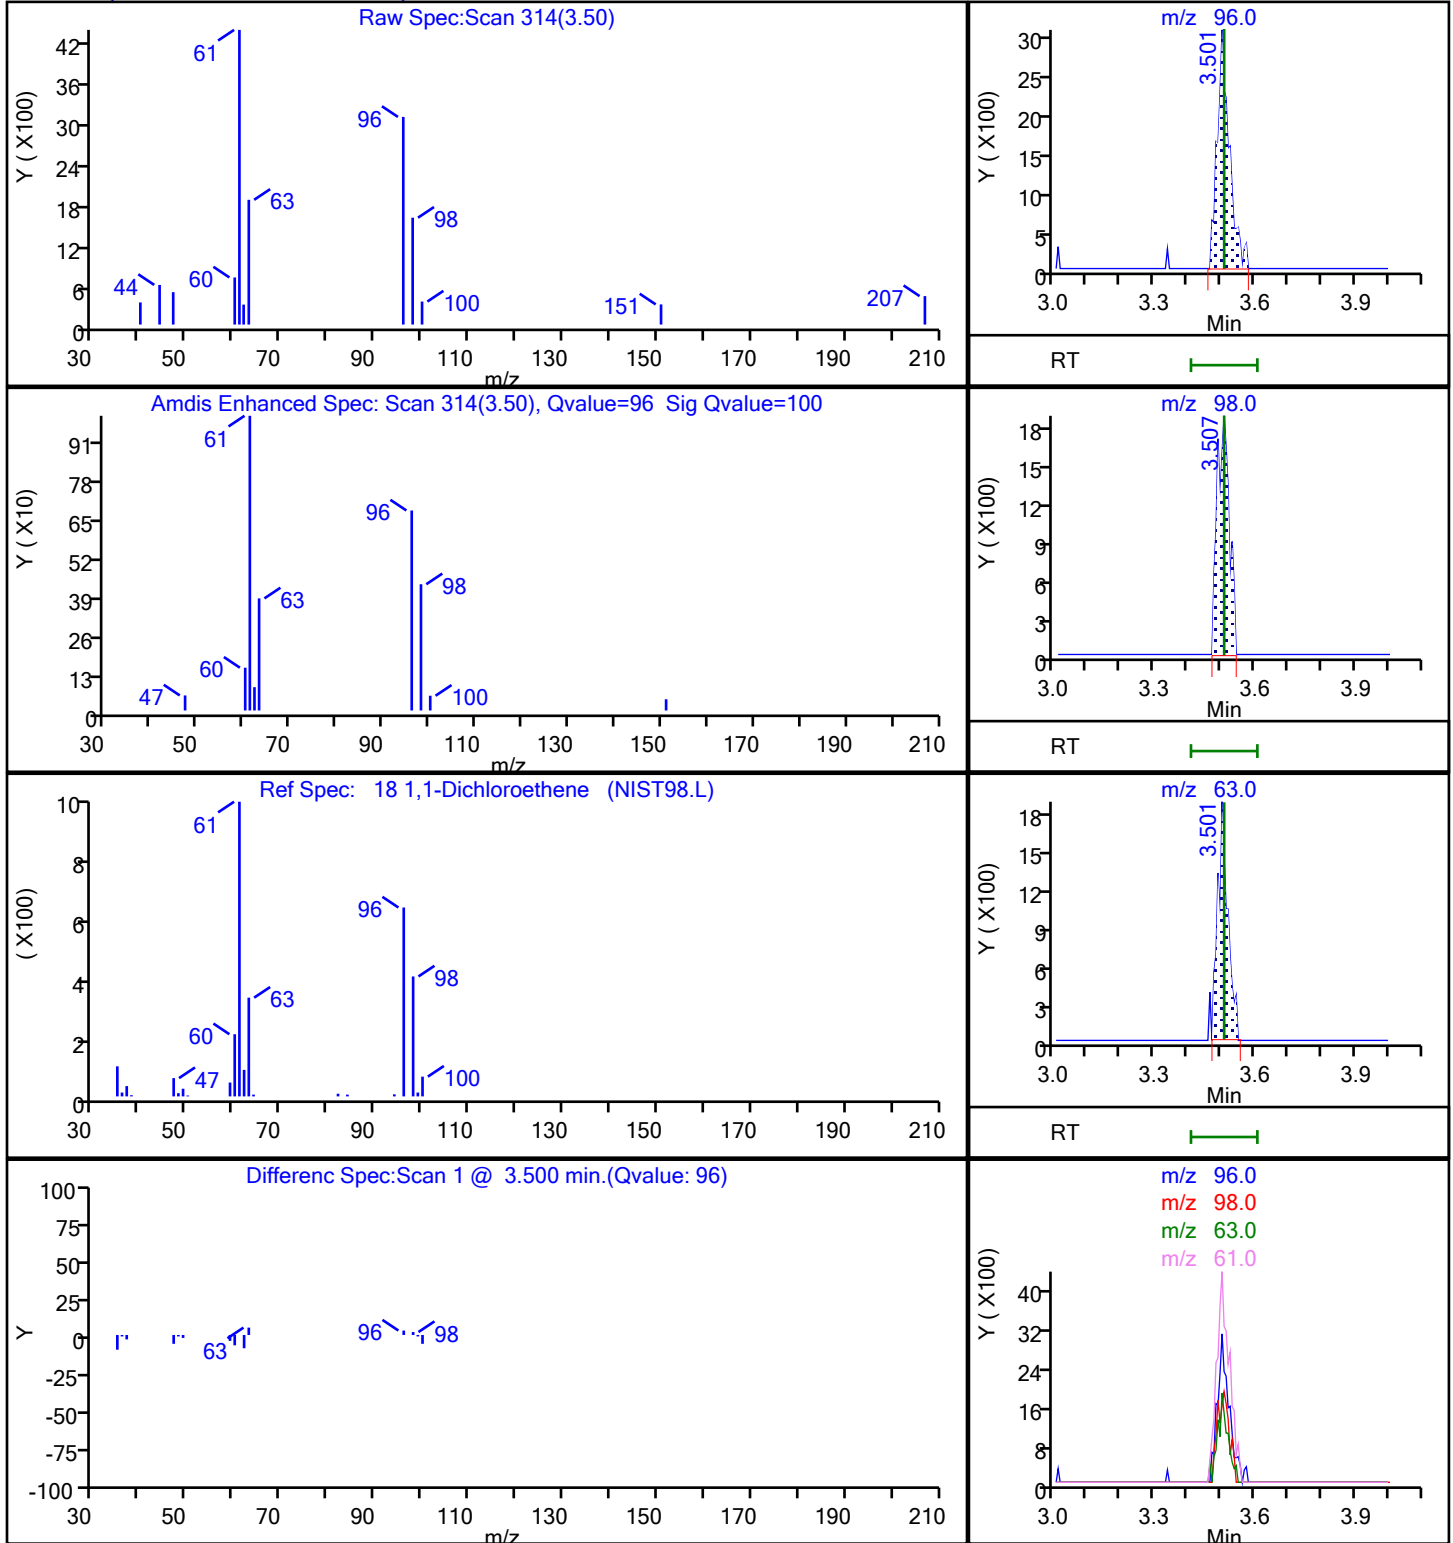 Raw Spec:Scan 314(3.50)
Y ( X100)
42
36
30
24
18
12
6
0
61
96
63
98
60
44
100
151
207
30 50 70 90 110 130 150 170 190 210
m/z
m/z 96.0
Y ( X100)
30
25
20
15
10
5
0
3.501
3.0 3.3 3.6 3.9
Min
RT
Amdis Enhanced Spec: Scan 314(3.50), Qvalue=96 Sig Qvalue=100
Y ( X10)
91
78
65
52
39
26
13
0
61
96
98
63
60
47
100
30 50 70 90 110 130 150 170 190 210
m/z
m/z 98.0
Y ( X100)
18
15
12
9
6
3
0
3.507
3.0 3.3 3.6 3.9
Min
RT
Ref Spec: 18 1,1-Dichloroethene (NIST98.L)
( X100)
10
8
6
4
2
0
61
96
98
63
60
47
100
30 50 70 90 110 130 150 170 190 210
m/z 63.0
Y ( X100)
18
15
12
9
6
3
0
3.501
3.0 3.3 3.6 3.9
Min
RT
Differenc Spec:Scan 1 @ 3.500 min.(Qvalue: 96)
Y
100
75
50
25
0
-25
-50
-75
-100
63
96
98
30 50 70 90 110 130 150 170 190 210
m/z
m/z 96.0
m/z 98.0
m/z 63.0
m/z 61.0
Y ( X100)
40
32
24
16
8
0
3.0 3.3 3.6 3.9
Min